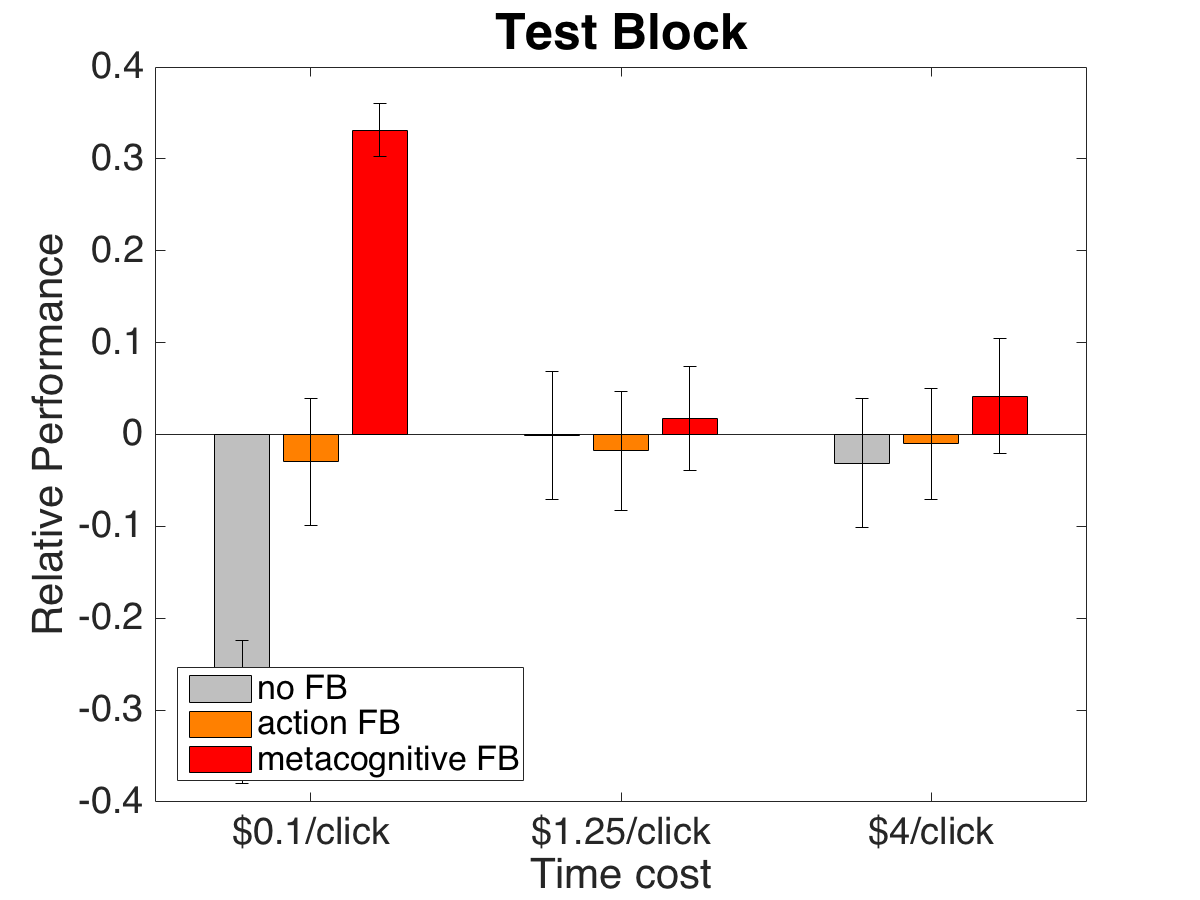 Test Block
Relative Performance
0.4
0.3
0.2
0.1
0
-0.1
-0.2
-0.3
-0.4
no FB
action FB
metacognitive FB
$0.1/click
$1.25/click
$4/click
Time cost